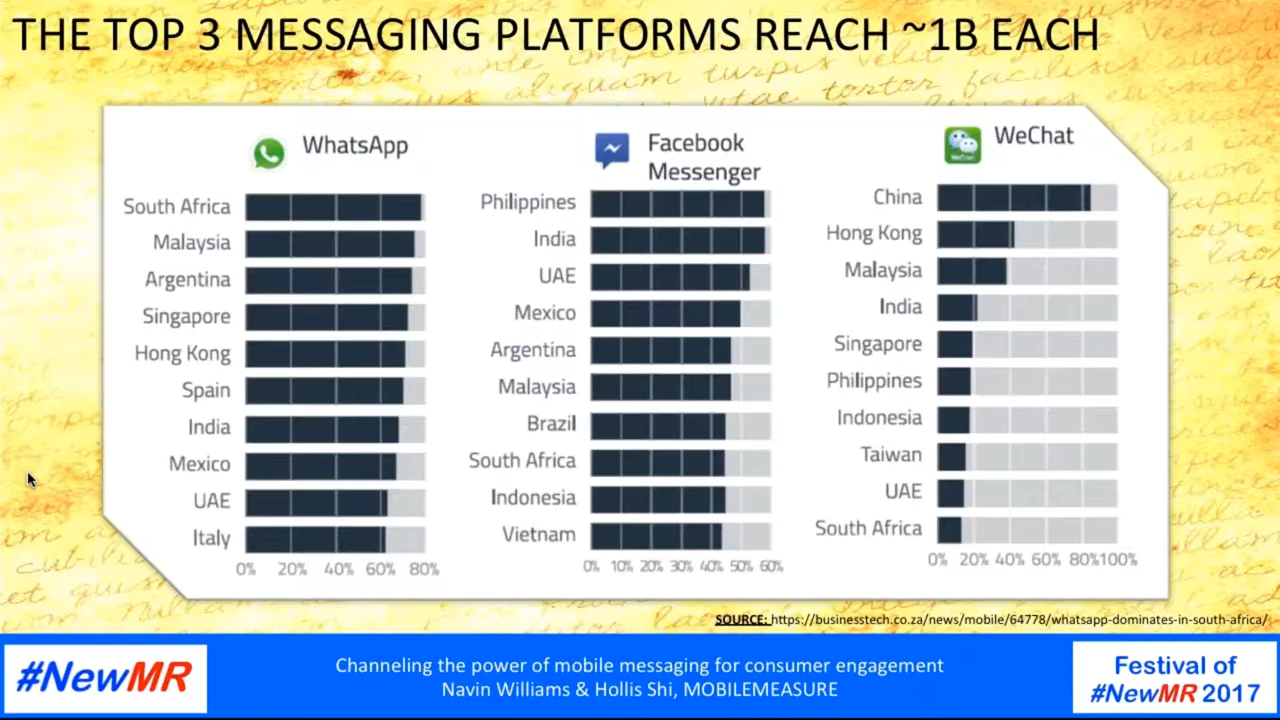 THE TOP 3 MESSAGING PLATFORMS REACH ~1B EACH
WhatsApp
South Africa
Malaysia
Argentina
Singapore
Hong Kong
Spain
India
Mexico
UAE
Italy
0% 20% 40% 60% 80%
Facebook
Messenger
Philippines
India
UAE
Mexico
Argentina
Malaysia
Brazil
South Africa
Indonesia
Vietnam
0% 10% 20% 30% 40% 50% 60%
WeChat
WeChat
China
Hong Kong
Malaysia
India
Singapore
Philippines
Indonesia
Taiwan
UAE
South Africa
0% 20% 40% 60% 80% 100%
SOURCE: https://businesstech.co.za/news/mobile/64778/whatsapp-dominates-in-south-africa/
#NewMR
Channeling the power of mobile messaging for consumer engagement
Navin Williams & Hollis Shi, MOBILEMEASURE
Festival of
#NewMR 2017